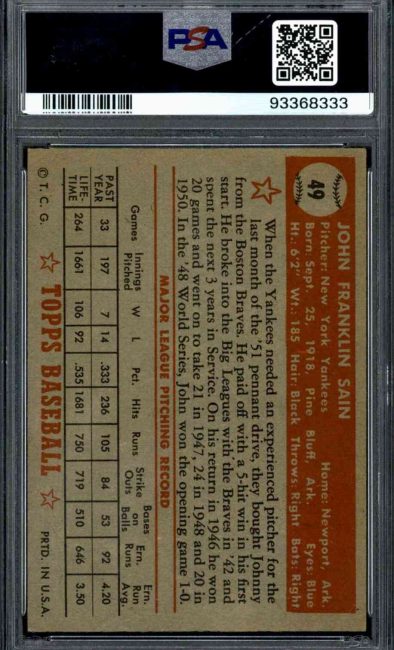 PSA
93368333
49
JOHN FRANKLIN SAIN
Pitcher: New York Yankees Home: Newport, Ark.
Born: Sept. 25, 1918, Pine Bluff, Ark. Eyes: Blue
Ht.: 6'2" Wt.: 185 Hair: Black Throws: Right Bats: Right
When the Yankees needed an experienced pitcher for the
last month of the '51 pennant drive, they bought Johnny
from the Boston Braves. He paid off with a 5-hit win in his first
start. He broke into the Big Leagues with the Braves in '42 and
spent the next 3 years in Service. On his return in 1946 he won
20 games and went on to take 21 in 1947, 24 in 1948 and 20 in
1950. In the '48 World Series, John won the opening game 1-0.
MAJOR LEAGUE PITCHING RECORD
Games Innings Pitched W L Pct. Hits Runs Strike Outs Bases on Balls Ern. Runs Ern. Run Avg.
PAST YEAR 33 197 7 14 .333 236 105 84 53 92 4.20
LIFE-TIME 264 1661 106 92 .535 1681 750 719 510 646 3.50
© T. C. G. TOPPS BASEBALL PRTD. IN U.S.A.